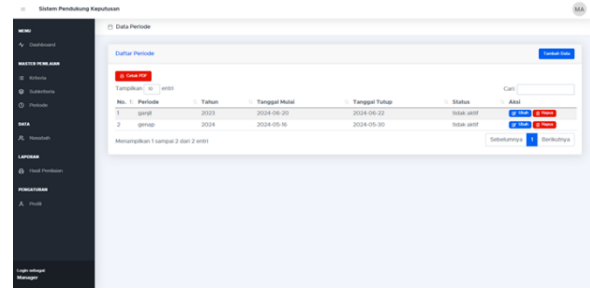 Sistem Pendukung Keputusan
MA
MENU
Dashboard
MASTER PENILAIAN
Kriteria
Subkriteria
Periode
DATA
Nasabah
LAPORAN
Hasil Penilaian
PENGATURAN
Profil
Login sebagai:
Manager
Data Periode
Daftar Periode
Tambah Data
Cetak PDF
Tampilkan 10 entri
Cari:
No. Periode Tahun Tanggal Mulai Tanggal Tutup Status Aksi
1 ganjil 2023 2024-06-20 2024-06-22 tidak aktif Ubah Hapus
2 genap 2024 2024-05-16 2024-05-30 tidak aktif Ubah Hapus
Menampilkan 1 sampai 2 dari 2 entri
Sebelumnya 1 Berikutnya